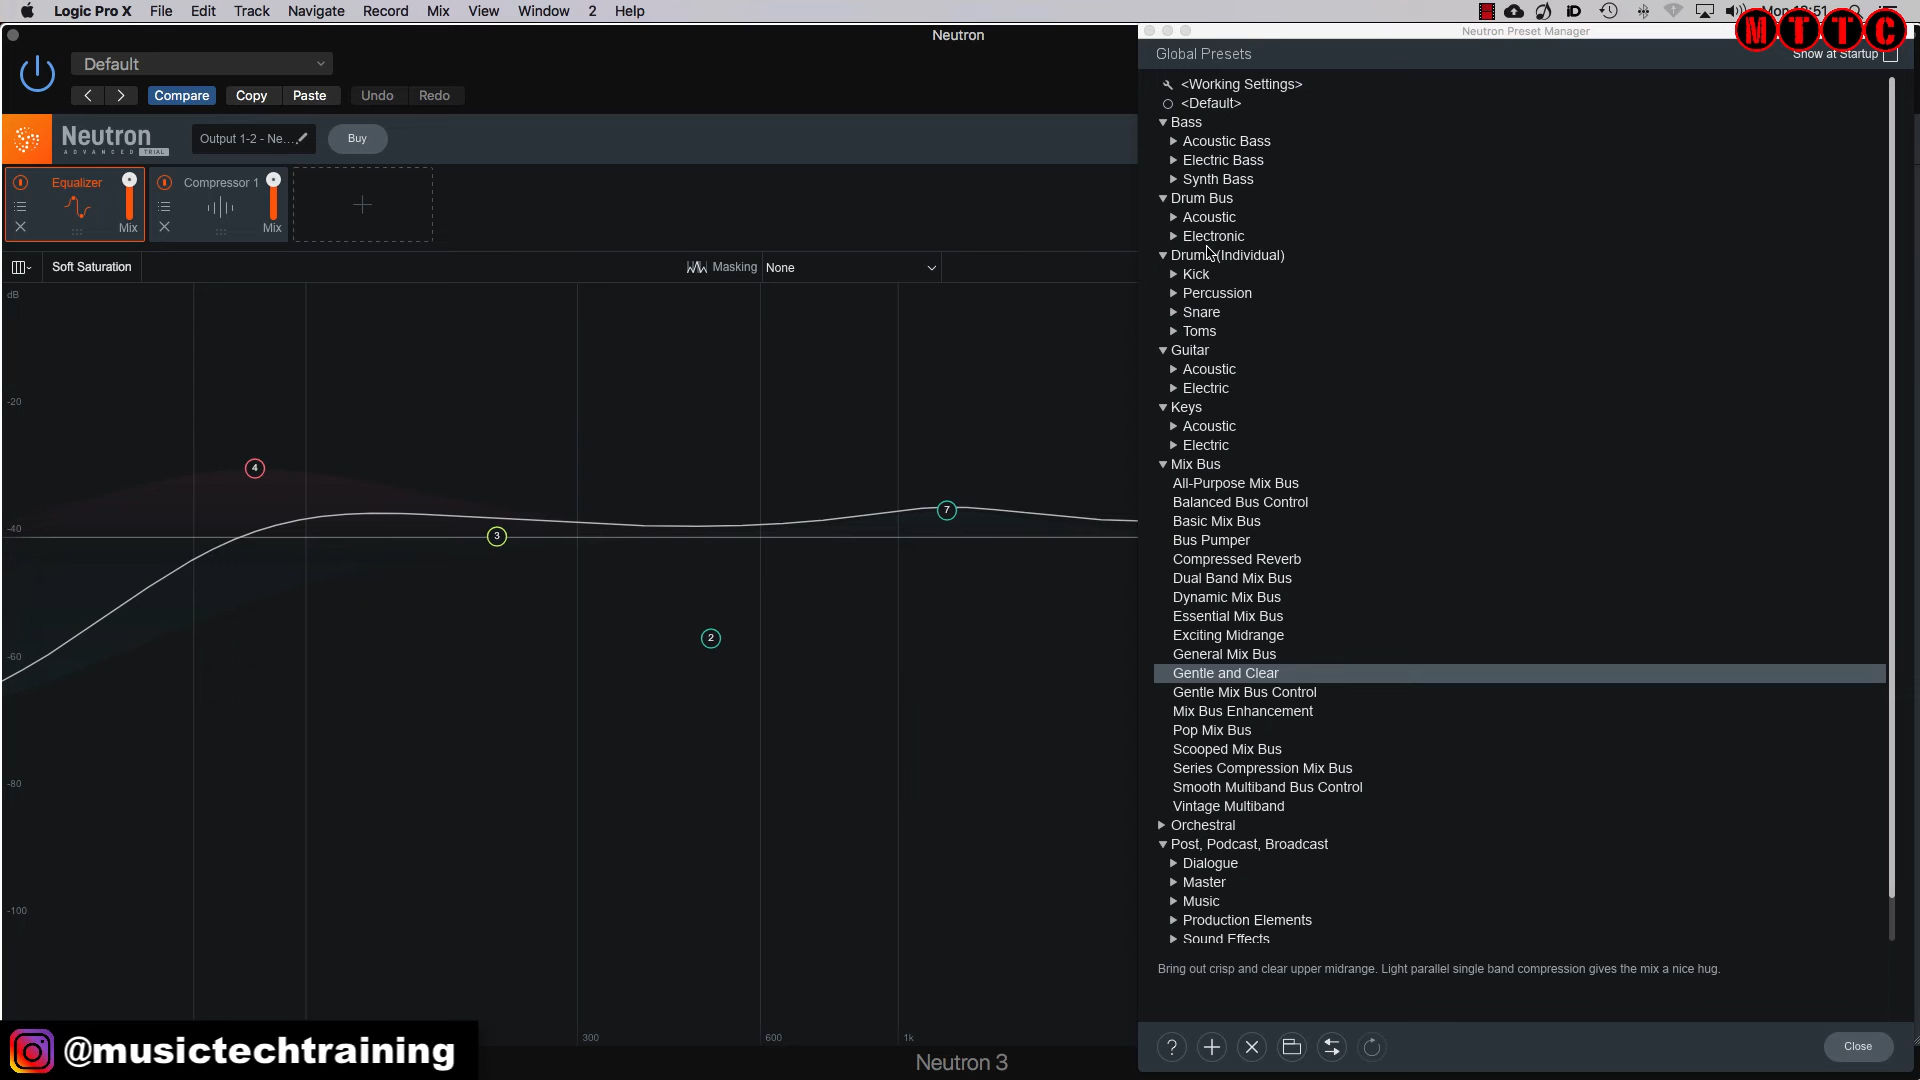 Logic Pro X File Edit Track Navigate Record Mix View Window 2 Help
iD
MTTC
Neutron
Neutron Preset Manager
Default
Global Presets
Show at Startup
Compare Copy Paste Undo Redo
Neutron
ADVANCED TRIAL
Output 1-2 - Ne...
Buy
Equalizer
Mix
Compressor 1
Mix
Soft Saturation
Masking None
dB
-20
-40
-60
-80
-100
4
3
2
7
300
600
1k
<Working Settings>
<Default>
Bass
Acoustic Bass
Electric Bass
Synth Bass
Drum Bus
Acoustic
Electronic
(Individual)
Kick
Percussion
Snare
Toms
Guitar
Acoustic
Electric
Keys
Acoustic
Electric
Mix Bus
All-Purpose Mix Bus
Balanced Bus Control
Basic Mix Bus
Bus Pumper
Compressed Reverb
Dual Band Mix Bus
Dynamic Mix Bus
Essential Mix Bus
Exciting Midrange
General Mix Bus
Gentle and Clear
Gentle Mix Bus Control
Mix Bus Enhancement
Pop Mix Bus
Scooped Mix Bus
Series Compression Mix Bus
Smooth Multiband Bus Control
Vintage Multiband
Orchestral
Post, Podcast, Broadcast
Dialogue
Master
Music
Production Elements
Sound Effects
Bring out crisp and clear upper midrange. Light parallel single band compression gives the mix a nice hug.
?
Close
@musictechtraining
Neutron 3